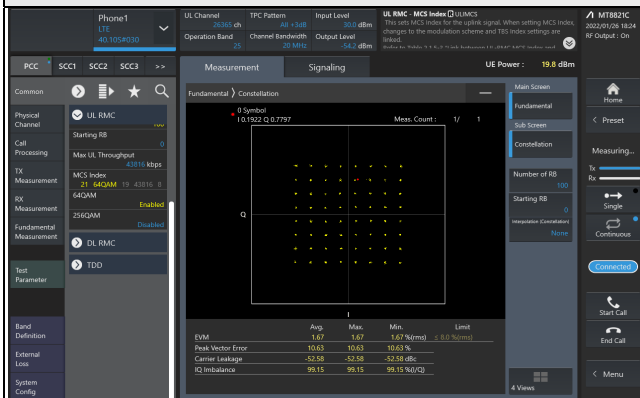 Phone1
LTE
40.10S#030
UL Channel
26365 ch
TPC Pattern
All +3dB
Input Level
30.0 dBm
Operation Band
25
Channel Bandwidth
20 MHz
Output Level
-54.2 dBm
UL RMC - MCS Index ULIMCS
This sets MCS Index for the uplink signal. When setting MCS Index,
changes to the modulation scheme and TBS Index settings are
linked.
MT8821C
2022/01/26 18:24
RF Output : On
PCC
SCC1
SCC2
SCC3
>>
Measurement
Signaling
UE Power : 19.8 dBm
Common
Physical
Channel
Call
Processing
TX
Measurement
RX
Measurement
Fundamental
Measurement
Test
Parameter
Band
Definition
External
Loss
System
Config
UL RMC
Starting RB
0
Max UL Throughput
43816 kbps
MCS Index
21 64QAM 19 43816 8
64QAM
Enabled
256QAM
Disabled
DL RMC
TDD
Fundamental > Constellation
0 Symbol
I 0.1922 Q 0.7797
Meas. Count : 1/ 1
Q
I
Avg. Max. Min. Limit
EVM 1.67 1.67 1.67 %(rms) ≤ 8.0 %(rms)
Peak Vector Error 10.63 10.63 10.63 %
Carrier Leakage -52.58 -52.58 -52.58 dBc
IQ Imbalance 99.15 99.15 99.15 %(I/Q)
Main Screen
Fundamental
Sub Screen
Constellation
Number of RB
100
Starting RB
0
Interpolation (Constellation)
None
4 Views
Home
< Preset
Measuring...
Tx
Rx
Single
Continuous
Connected
Start Call
End Call
< Menu